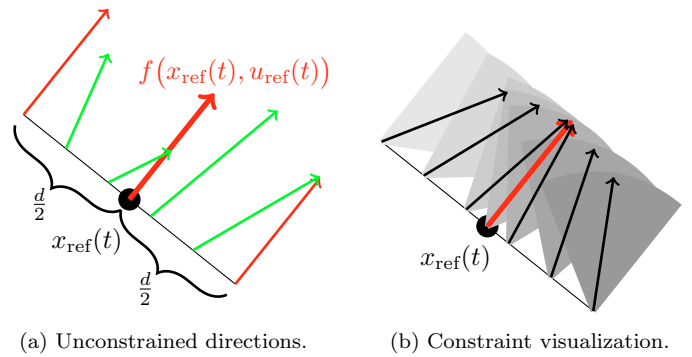 f(x_ref(t), u_ref(t))
d/2
x_ref(t)
d/2
x_ref(t)
(a) Unconstrained directions.
(b) Constraint visualization.